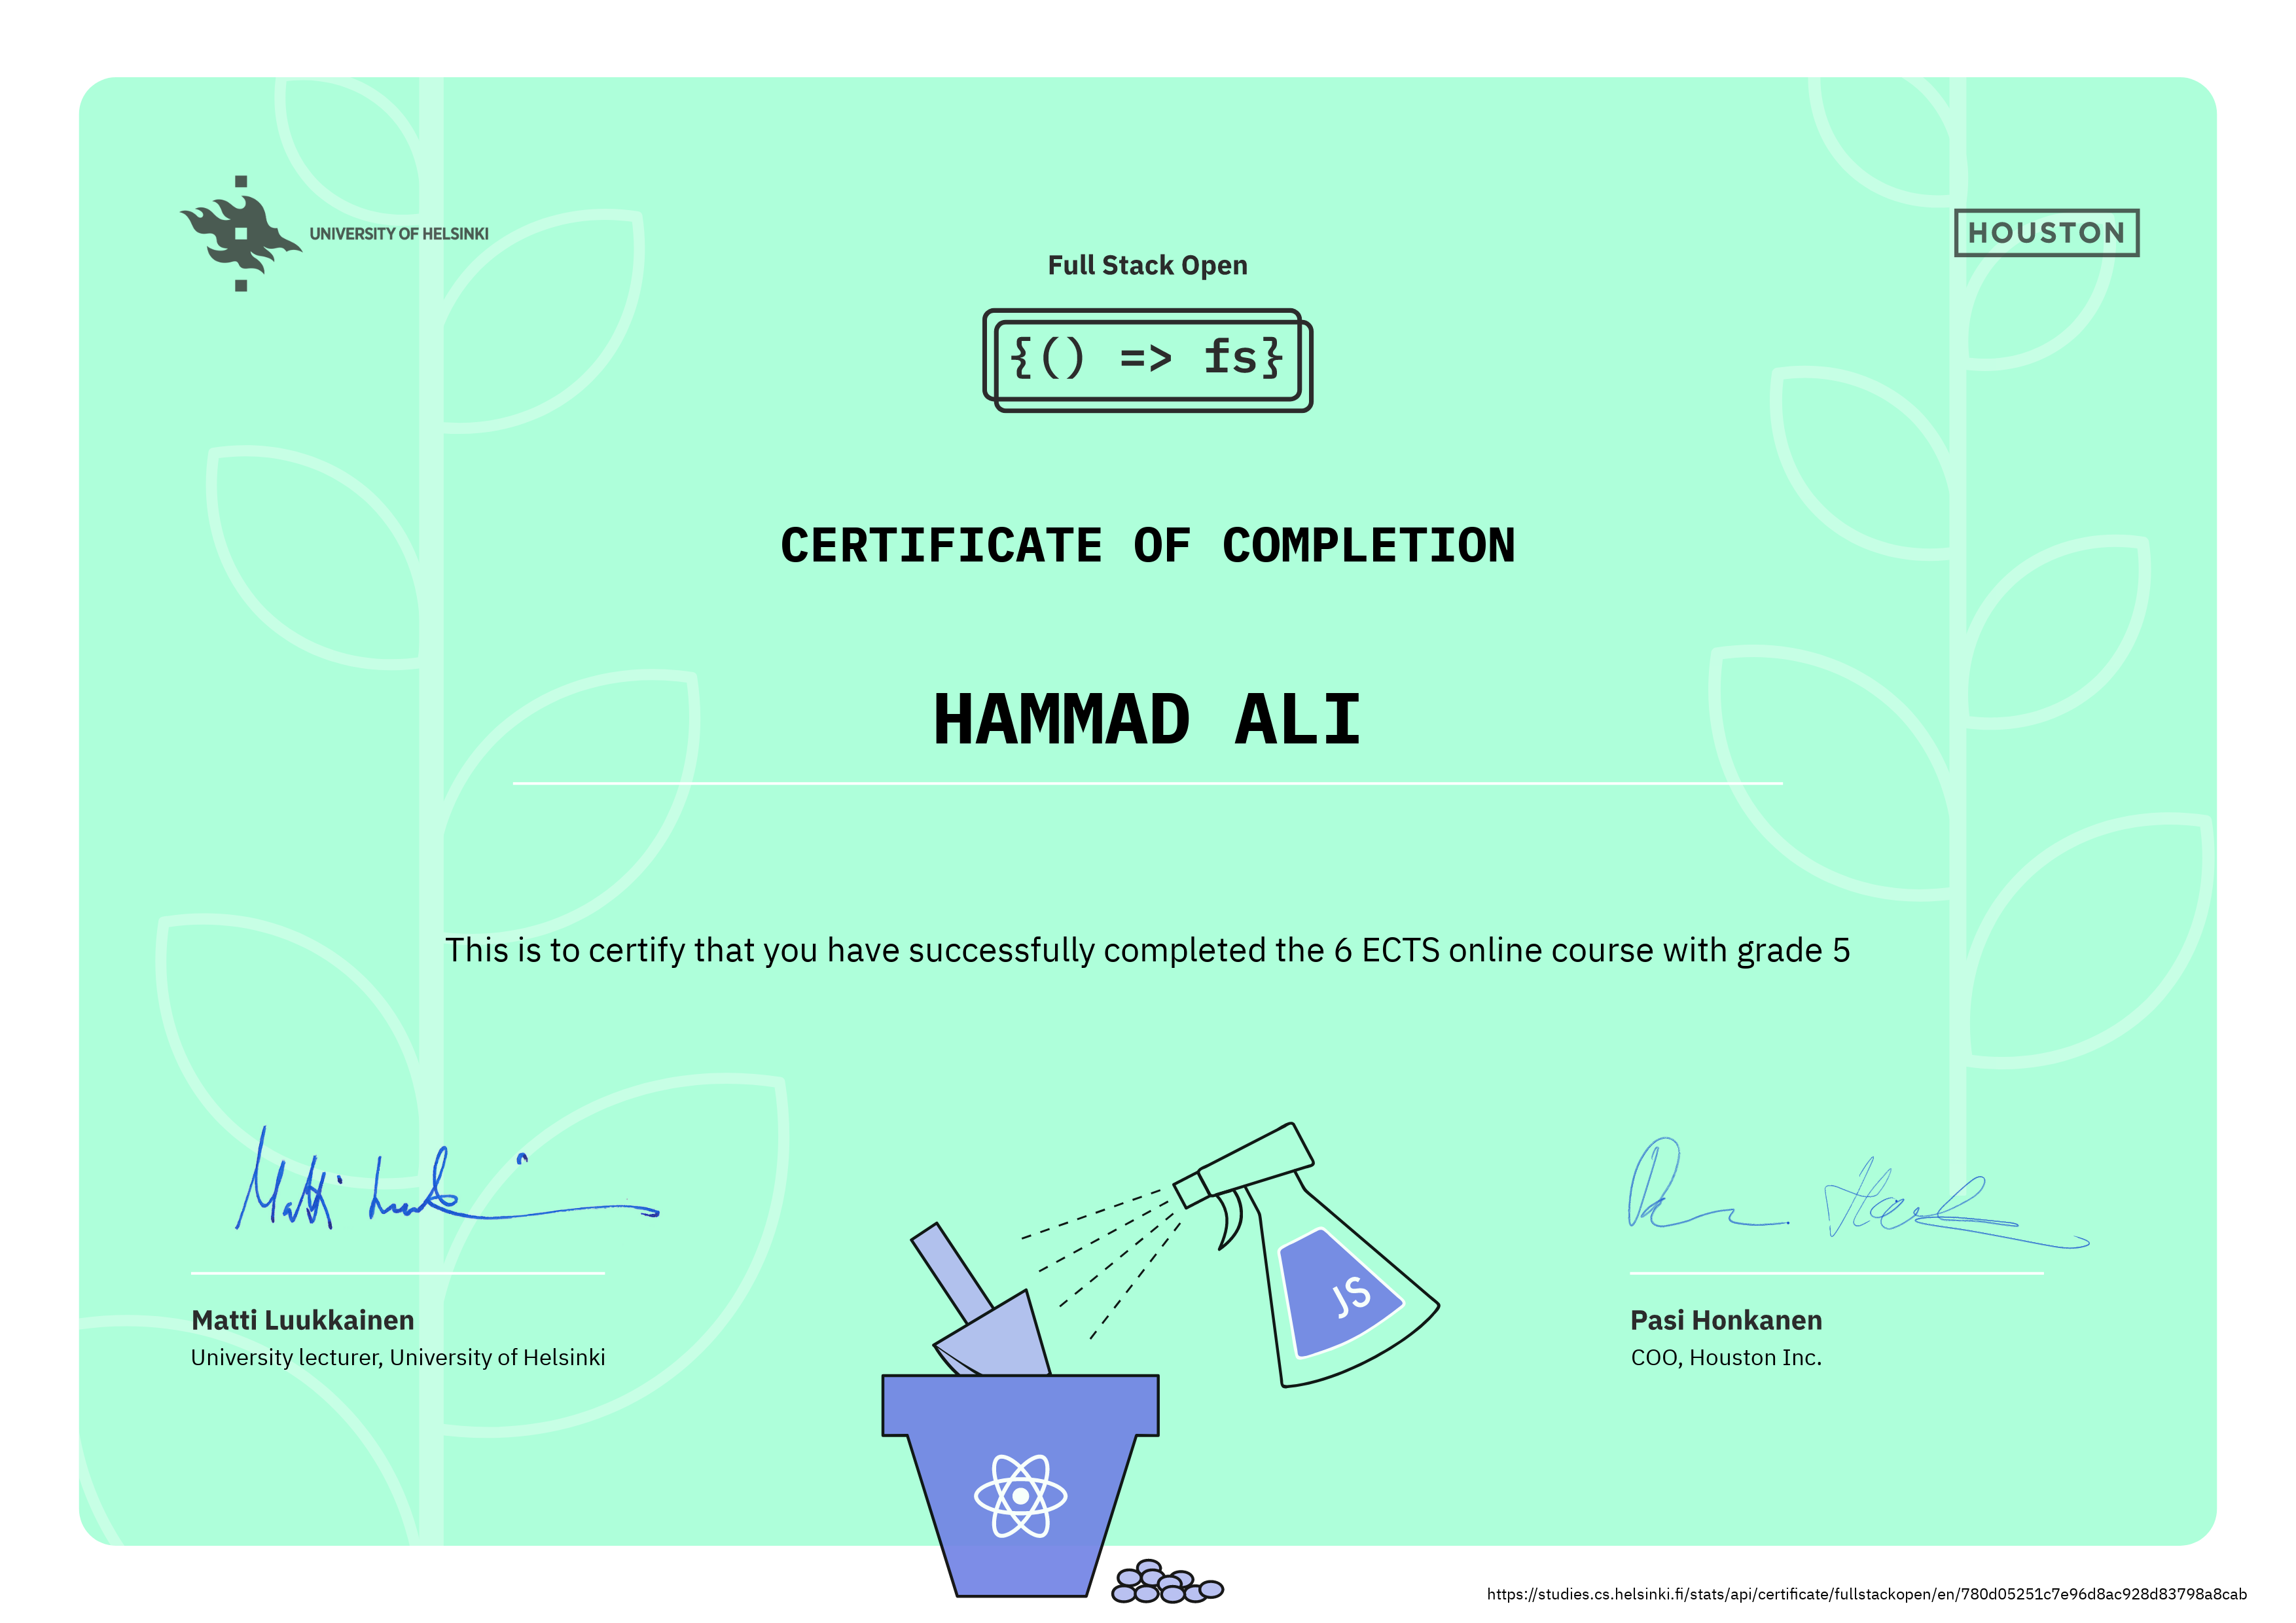 UNIVERSITY OF HELSINKI
HOUSTON
Full Stack Open
{() => fs}
CERTIFICATE OF COMPLETION
HAMMAD ALI
This is to certify that you have successfully completed the 6 ECTS online course with grade 5
JS
Matti Luukkainen
University lecturer, University of Helsinki
Pasi Honkanen
COO, Houston Inc.
https://studies.cs.helsinki.fi/stats/api/certificate/fullstackopen/en/780d05251c7e96d8ac928d83798a8cab